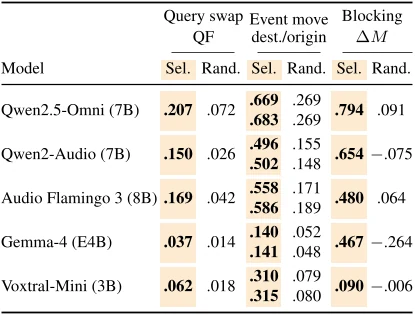 Query swap Event move Blocking
QF dest./origin ΔM
Model Sel. Rand. Sel. Rand. Sel. Rand.
Qwen2.5-Omni (7B) .207 .072 .669 .269 .794 .091
.683 .269
Qwen2-Audio (7B) .150 .026 .496 .155 .654 −.075
.502 .148
Audio Flamingo 3 (8B) .169 .042 .558 .171 .480 .064
.586 .189
Gemma-4 (E4B) .037 .014 .140 .052 .467 −.264
.141 .048
Voxtral-Mini (3B) .062 .018 .310 .079 .090 −.006
.315 .080